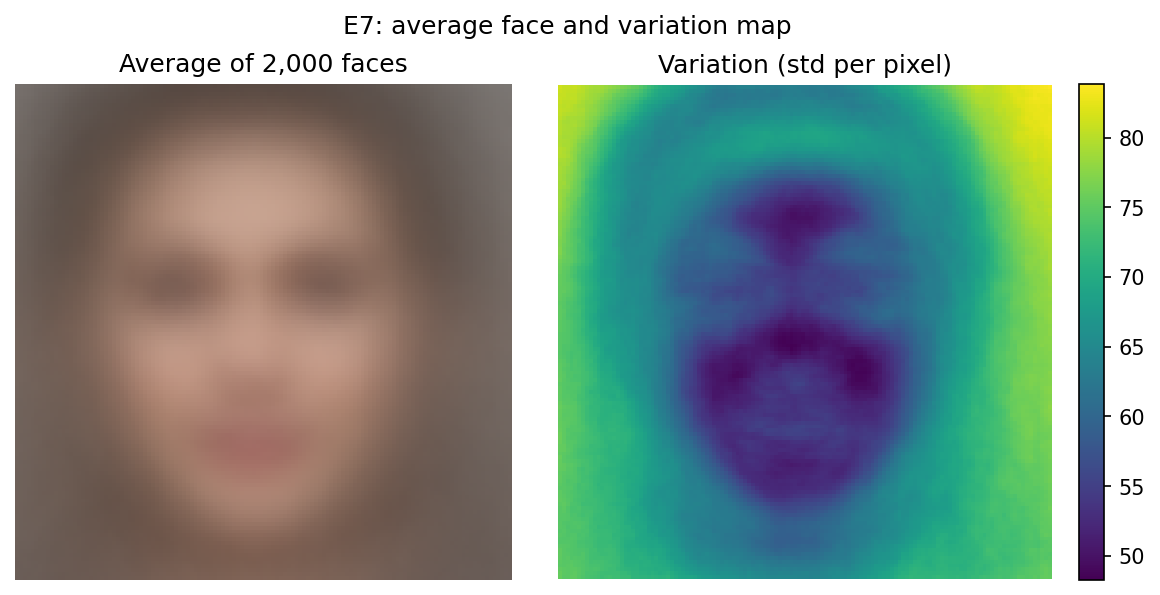 E7: average face and variation map
Average of 2,000 faces
Variation (std per pixel)
80
75
70
65
60
55
50